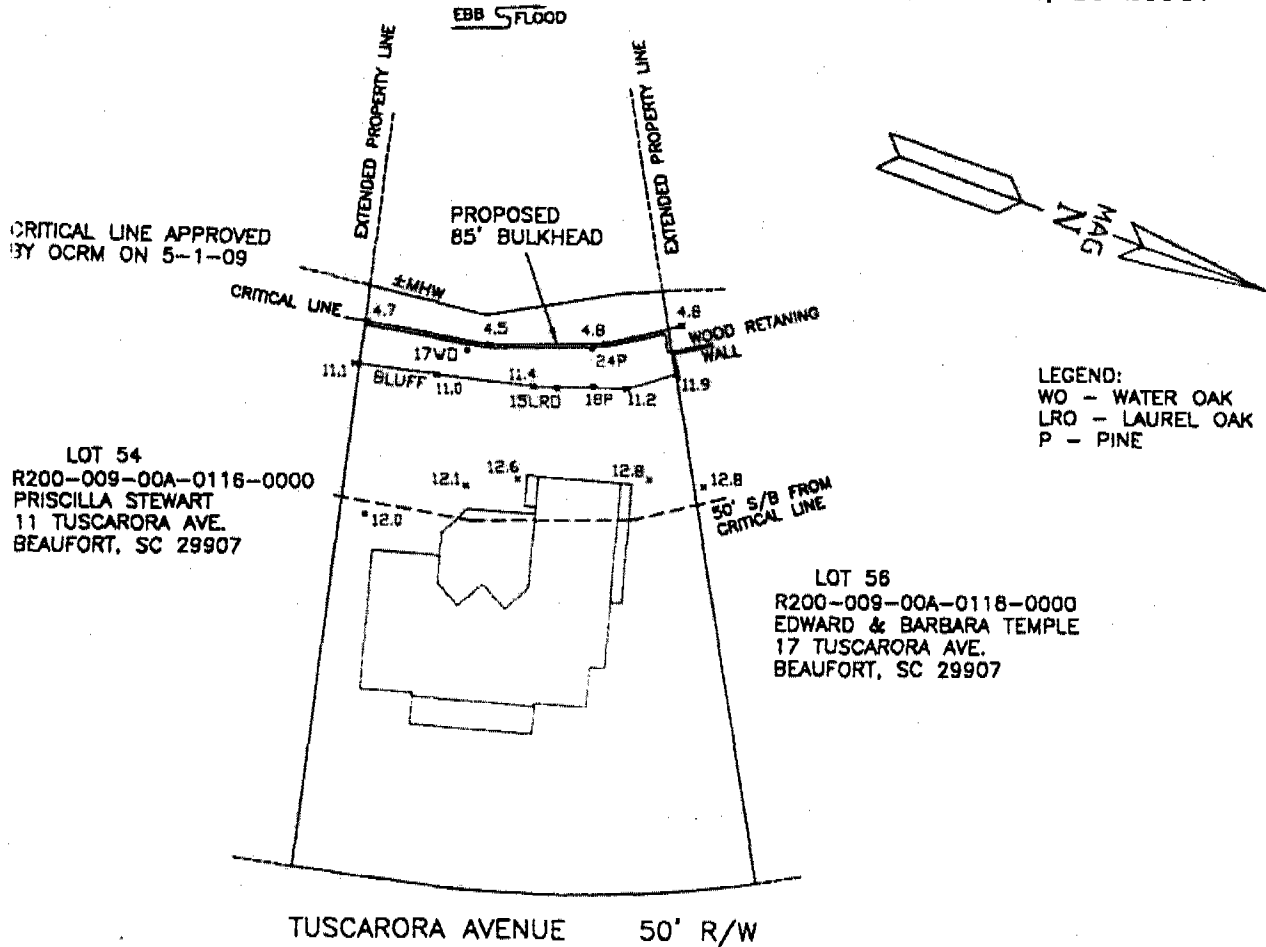 EBB FLOOD
EXTENDED PROPERTY LINE
EXTENDED PROPERTY LINE
MAG
N
CRITICAL LINE APPROVED
BY OCRM ON 5-1-09
PROPOSED
85' BULKHEAD
±MHW
CRITICAL LINE
4.7
4.5
4.8
4.8
WOOD RETANING
WALL
17WO
24P
11.1
BLUFF
11.0
11.4
15LRO
18P
11.2
11.9
LEGEND:
WO - WATER OAK
LRO - LAUREL OAK
P - PINE
LOT 54
R200-009-00A-0116-0000
PRISCILLA STEWART
11 TUSCARORA AVE.
BEAUFORT, SC 29907
12.1
12.6
12.8
12.8
50' S/B FROM
CRITICAL LINE
12.0
LOT 56
R200-009-00A-0118-0000
EDWARD & BARBARA TEMPLE
17 TUSCARORA AVE.
BEAUFORT, SC 29907
TUSCARORA AVENUE 50' R/W